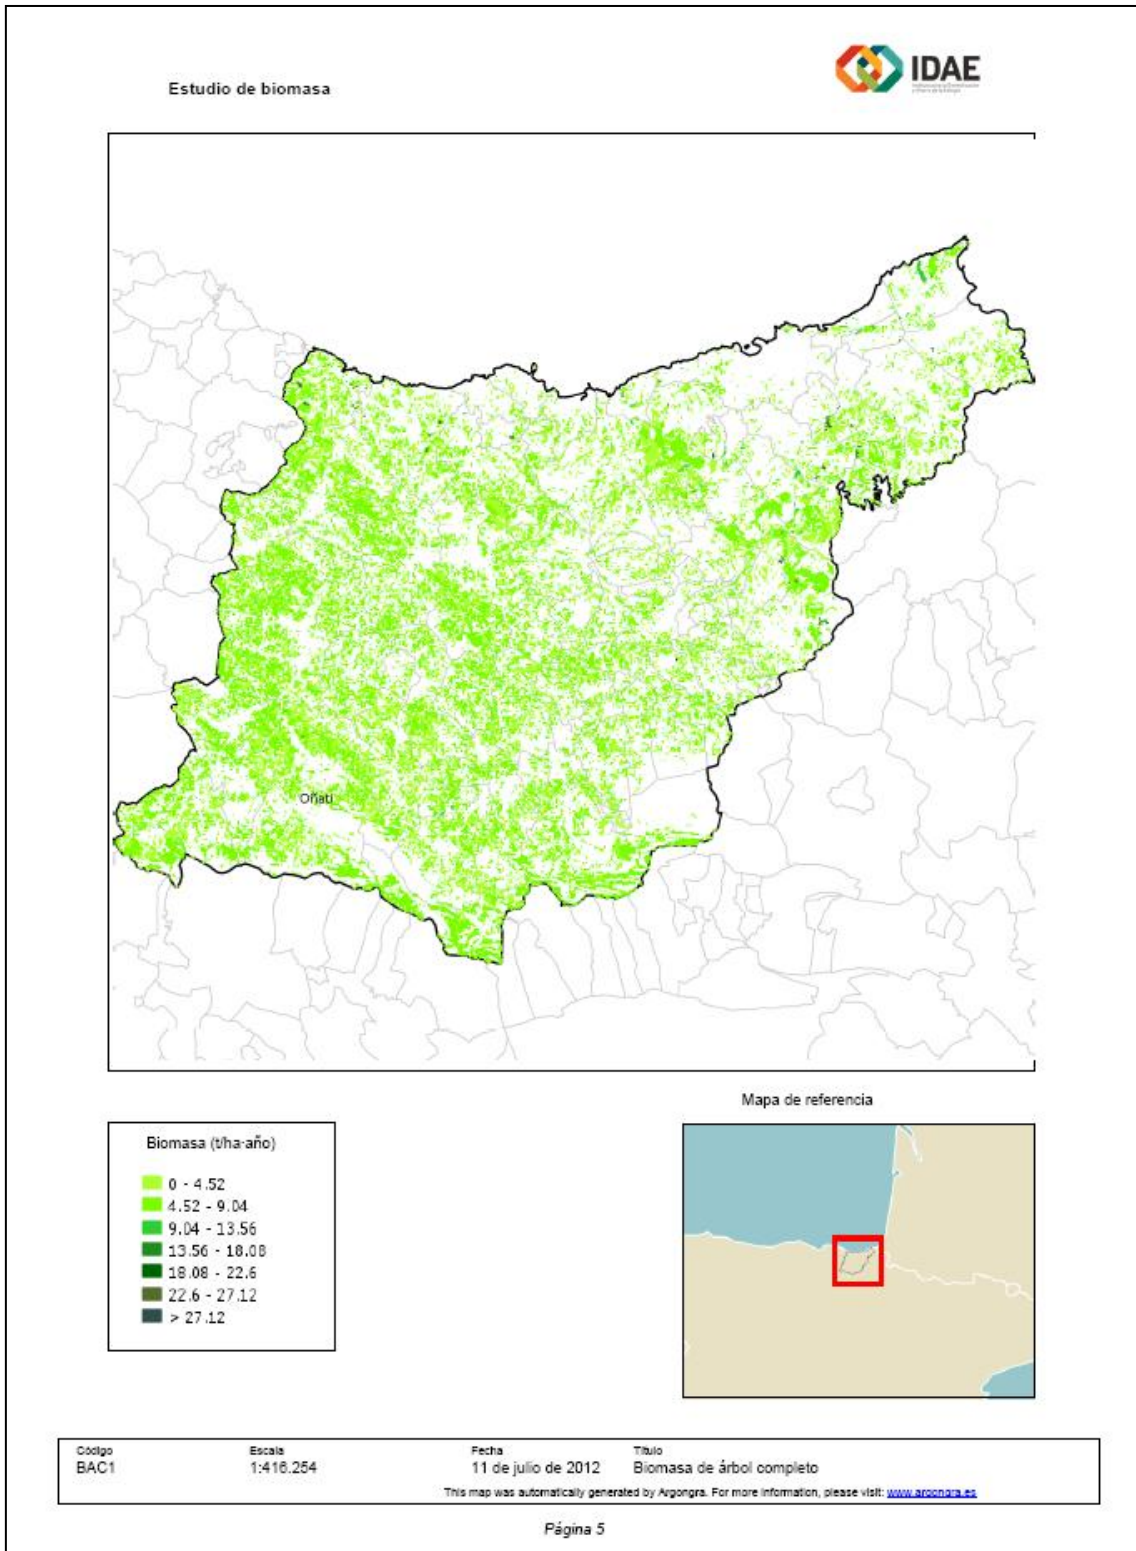 Estudio de biomasa
IDAE
Oñati
Mapa de referencia
Biomasa (t/ha·año)
0 - 4.52
4.52 - 9.04
9.04 - 13.56
13.56 - 18.08
18.08 - 22.6
22.6 - 27.12
> 27.12
Código Escala Fecha Título
BAC1 1:416.254 11 de julio de 2012 Biomasa de árbol completo
This map was automatically generated by Argongra. For more information, please visit: www.argongra.es
Página 5